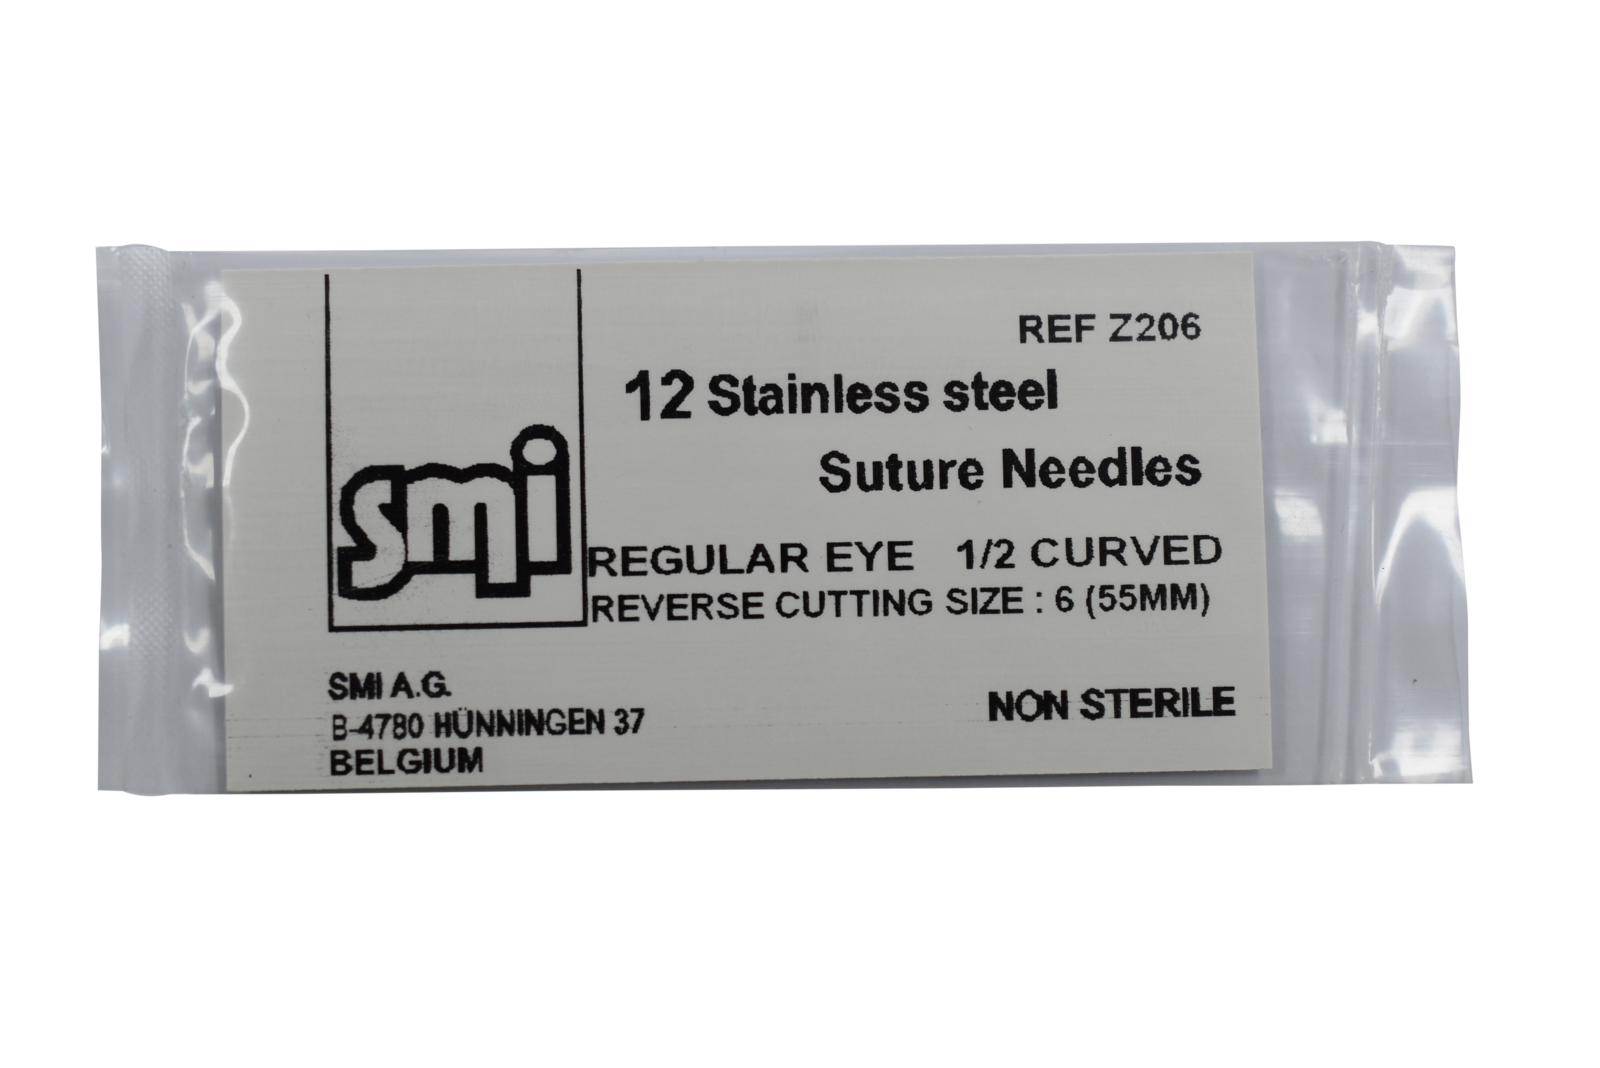 REF Z206
12 Stainless steel
Suture Needles
smi
REGULAR EYE 1/2 CURVED
REVERSE CUTTING SIZE : 6 (55MM)
SMI A.G.
B-4780 HÜNNINGEN 37
BELGIUM
NON STERILE